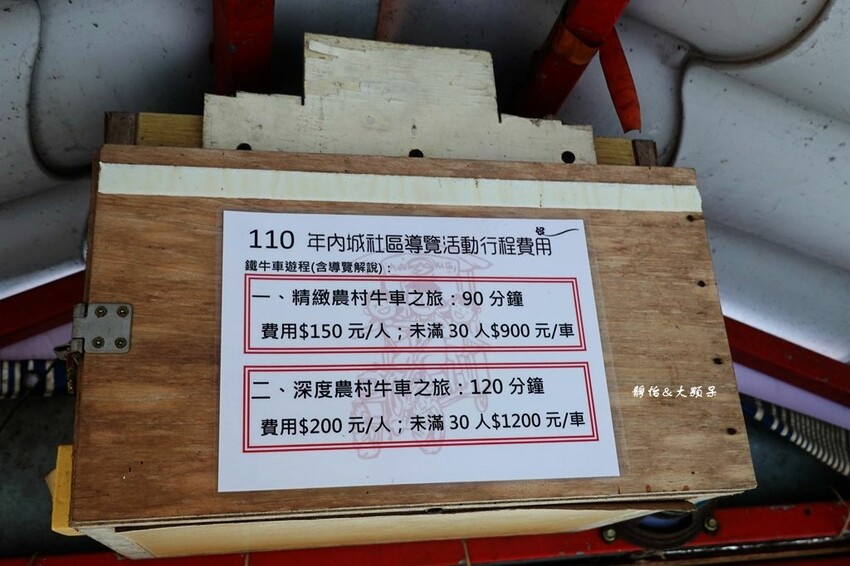 110 年內城社區導覽活動行程費用
鐵牛車遊程(含導覽解說)：
一、精緻農村牛車之旅：90 分鐘
費用$150 元/人；未滿 30 人$900 元/車
二、深度農村牛車之旅：120 分鐘
費用$200 元/人；未滿 30 人$1200 元/車
靜怡&大顆呆